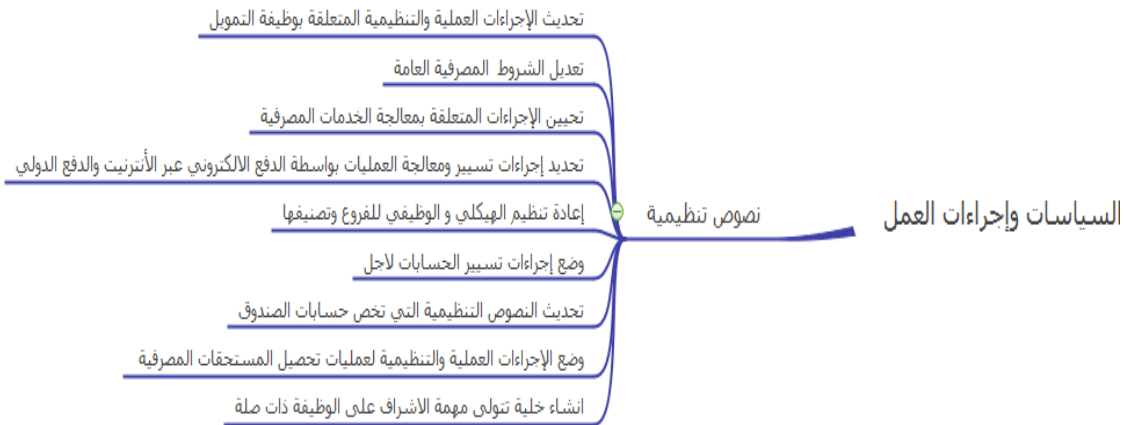 السياسات وإجراءات العمل
نصوص تنظيمية
تحديث الإجراءات العملية والتنظيمية المتعلقة بوظيفة التمويل
تعديل الشروط المصرفية العامة
تحيين الإجراءات المتعلقة بمعالجة الخدمات المصرفية
تحديد إجراءات تسيير ومعالجة العمليات بواسطة الدفع الالكتروني عبر الأنترنيت والدفع الدولي
إعادة تنظيم الهيكلي و الوظيفي للفروع وتصنيفها
وضع إجراءات تسيير الحسابات لاجل
تحديث النصوص التنظيمية التي تخص حسابات الصندوق
وضع الإجراءات العملية والتنظيمية لعمليات تحصيل المستحقات المصرفية
انشاء خلية تتولى مهمة الاشراف على الوظيفة ذات صلة